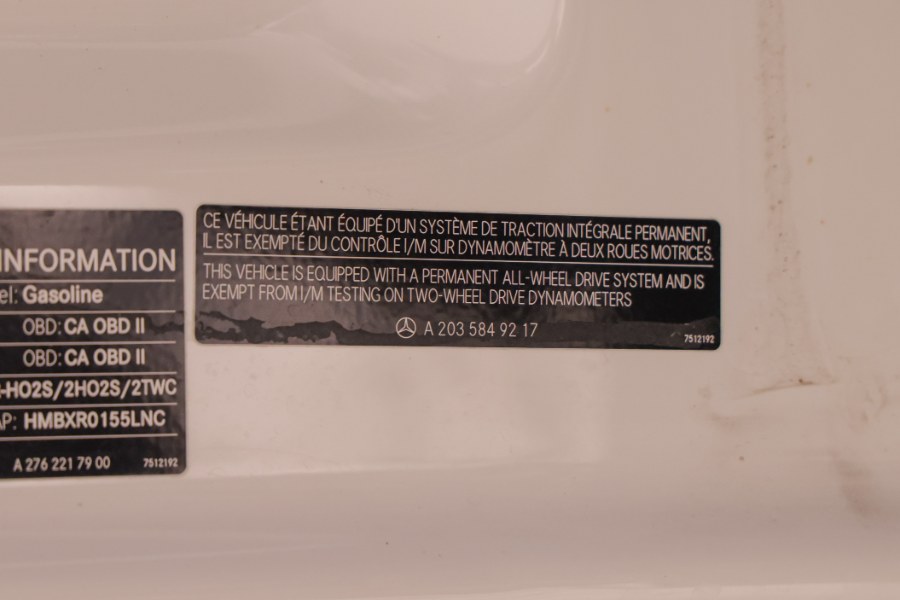 INFORMATION
el: Gasoline
OBD: CA OBD II
OBD: CA OBD II
-HO2S/2HO2S/2TWC
AP: HMBXR0155LNC
A 276 221 79 00 7512192
CE VÉHICULE ÉTANT ÉQUIPÉ D'UN SYSTÈME DE TRACTION INTÉGRALE PERMANENT,
IL EST EXEMPTÉ DU CONTRÔLE I/M SUR DYNAMOMÈTRE À DEUX ROUES MOTRICES.
THIS VEHICLE IS EQUIPPED WITH A PERMANENT ALL-WHEEL DRIVE SYSTEM AND IS
EXEMPT FROM I/M TESTING ON TWO-WHEEL DRIVE DYNAMOMETERS
A 203 584 92 17
7512192